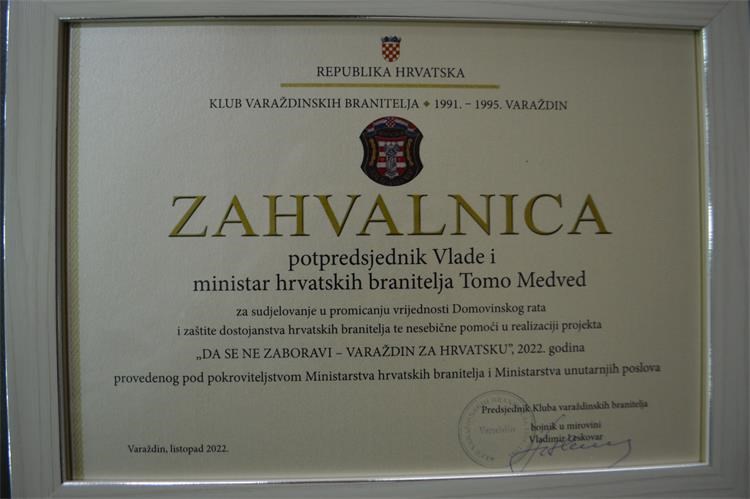 REPUBLIKA HRVATSKA
KLUB VARAŽDINSKIH BRANITELJA ◆ 1991. – 1995. VARAŽDIN
ZAHVALNICA
potpredsjednik Vlade i
ministar hrvatskih branitelja Tomo Medved
za sudjelovanje u promicanju vrijednosti Domovinskog rata
i zaštite dostojanstva hrvatskih branitelja te nesebične pomoći u realizaciji projekta
„DA SE NE ZABORAVI – VARAŽDIN ZA HRVATSKU”, 2022. godina
provedenog pod pokroviteljstvom Ministarstva hrvatskih branitelja i Ministarstva unutarnjih poslova
Predsjednik Kluba varaždinskih branitelja
bojnik u mirovini
Vladimir Leskovar
Varaždin
Varaždin, listopad 2022.